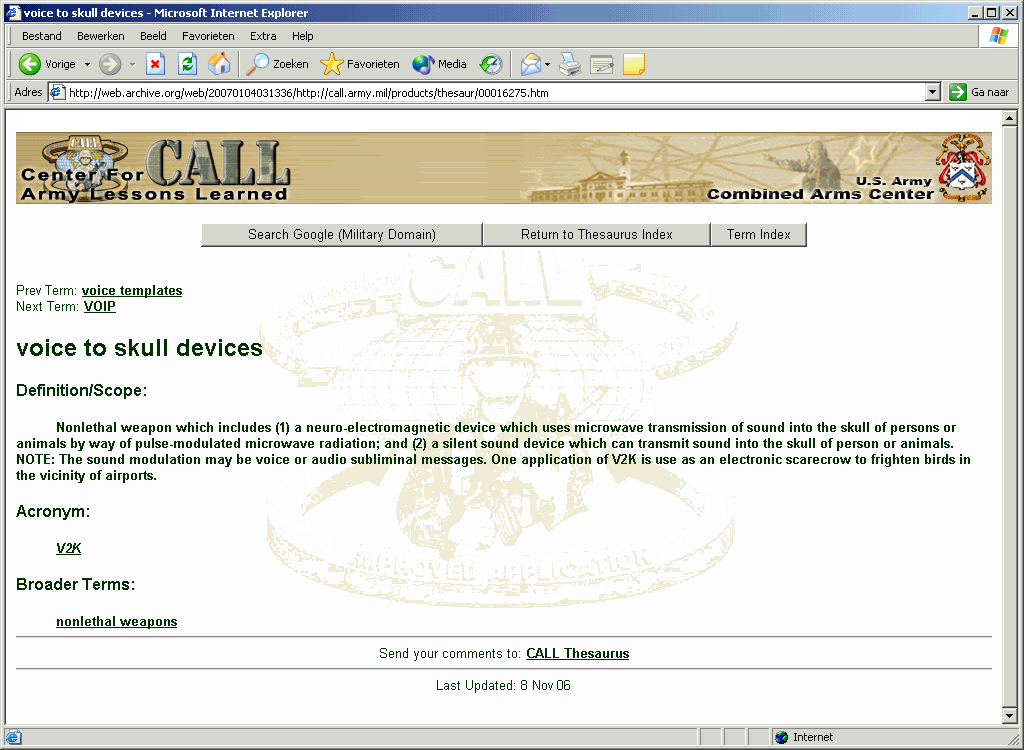 voice to skull devices - Microsoft Internet Explorer
Bestand Bewerken Beeld Favorieten Extra Help
Vorige Zoeken Favorieten Media
Adres http://web.archive.org/web/20070104031336/http://call.army.mil/products/thesaur/00016275.htm Ga naar
CALL
CALL
Center For
Army Lessons Learned
U.S. Army
Combined Arms Center
Search Google (Military Domain) Return to Thesaurus Index Term Index
CALL
Prev Term: voice templates
Next Term: VOIP
voice to skull devices
Definition/Scope:
Nonlethal weapon which includes (1) a neuro-electromagnetic device which uses microwave transmission of sound into the skull of persons or
animals by way of pulse-modulated microwave radiation; and (2) a silent sound device which can transmit sound into the skull of person or animals.
NOTE: The sound modulation may be voice or audio subliminal messages. One application of V2K is use as an electronic scarecrow to frighten birds in
the vicinity of airports.
Acronym:
V2K
IMPROVED APPLICATION
Broader Terms:
nonlethal weapons
Send your comments to: CALL Thesaurus
Last Updated: 8 Nov 06
Internet